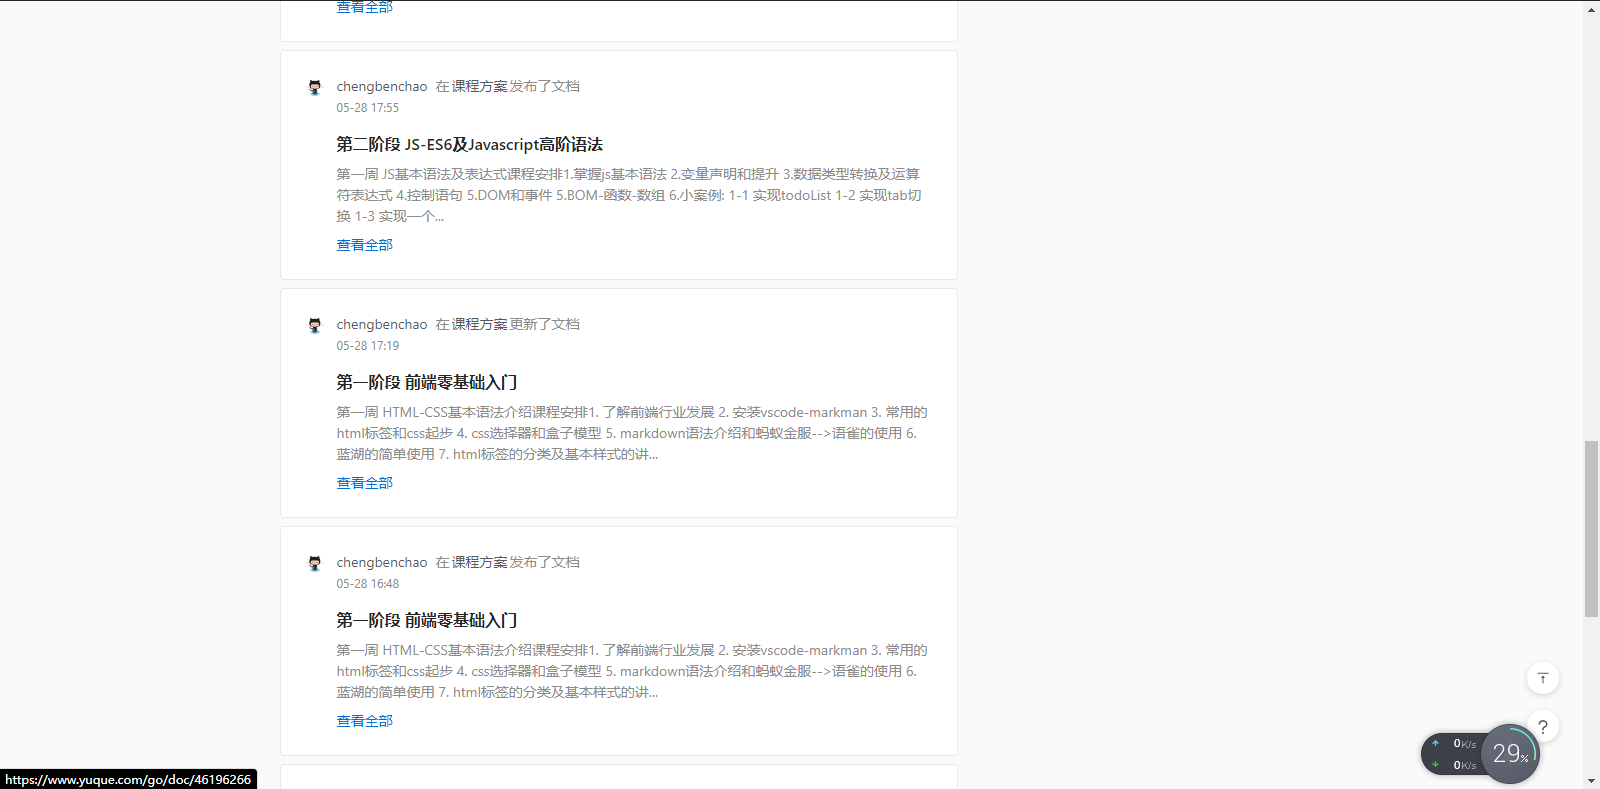 查看全部
chengbenchao 在课程方案发布了文档
05-28 17:55
第二阶段 JS-ES6及Javascript高阶语法
第一周 JS基本语法及表达式课程安排1.掌握js基本语法 2.变量声明和提升 3.数据类型转换及运算
符表达式 4.控制语句 5.DOM和事件 5.BOM-函数-数组 6.小案例: 1-1 实现todoList 1-2 实现tab切
换 1-3 实现一个...
查看全部
chengbenchao 在课程方案更新了文档
05-28 17:19
第一阶段 前端零基础入门
第一周 HTML-CSS基本语法介绍课程安排1. 了解前端行业发展 2. 安装vscode-markman 3. 常用的
html标签和css起步 4. css选择器和盒子模型 5. markdown语法介绍和蚂蚁金服-->语雀的使用 6.
蓝湖的简单使用 7. html标签的分类及基本样式的讲...
查看全部
chengbenchao 在课程方案发布了文档
05-28 16:48
第一阶段 前端零基础入门
第一周 HTML-CSS基本语法介绍课程安排1. 了解前端行业发展 2. 安装vscode-markman 3. 常用的
html标签和css起步 4. css选择器和盒子模型 5. markdown语法介绍和蚂蚁金服-->语雀的使用 6.
蓝湖的简单使用 7. html标签的分类及基本样式的讲...
查看全部
?
0K/s
29%
0K/s
https://www.yuque.com/go/doc/46196266